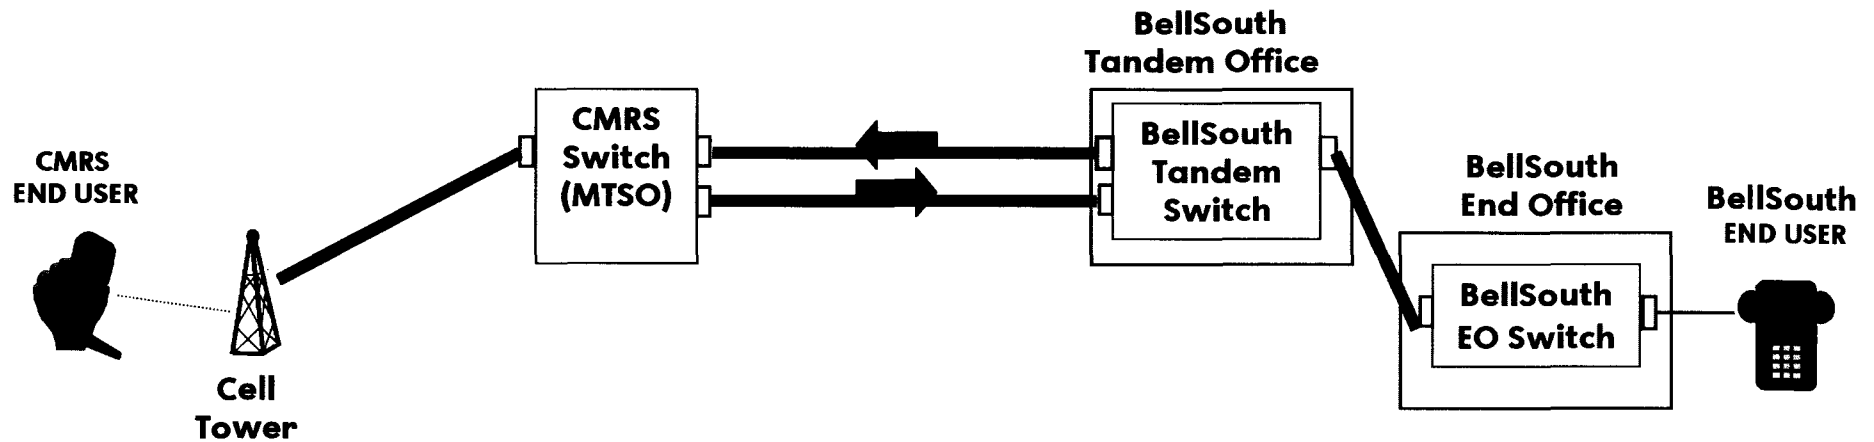 CMRS
END USER
Cell
Tower
CMRS
Switch
(MTSO)
BellSouth
Tandem Office
BellSouth
Tandem
Switch
BellSouth
End Office
BellSouth
EO Switch
BellSouth
END USER